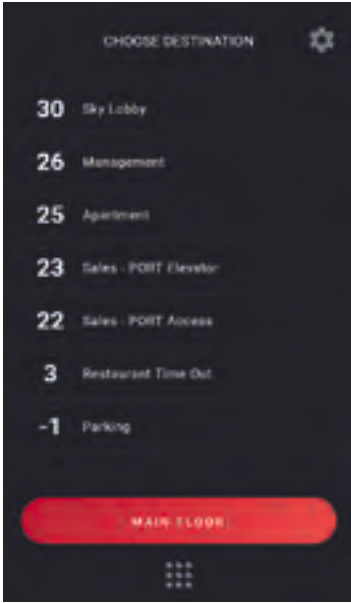 CHOOSE DESTINATION
30 Sky Lobby
26 Management
25 Apartment
23 Sales - PORT Elevator
22 Sales - PORT Access
3 Restaurant Time Out
-1 Parking
MAIN FLOOR